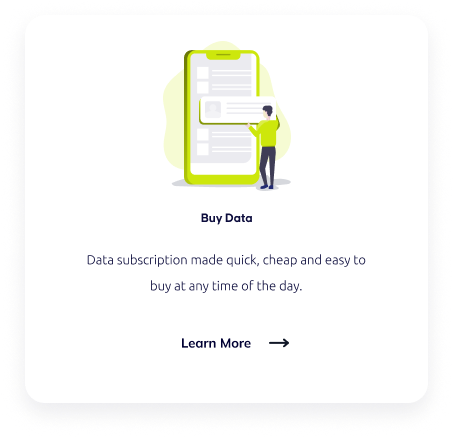 Buy Data
Data subscription made quick, cheap and easy to
buy at any time of the day.
Learn More